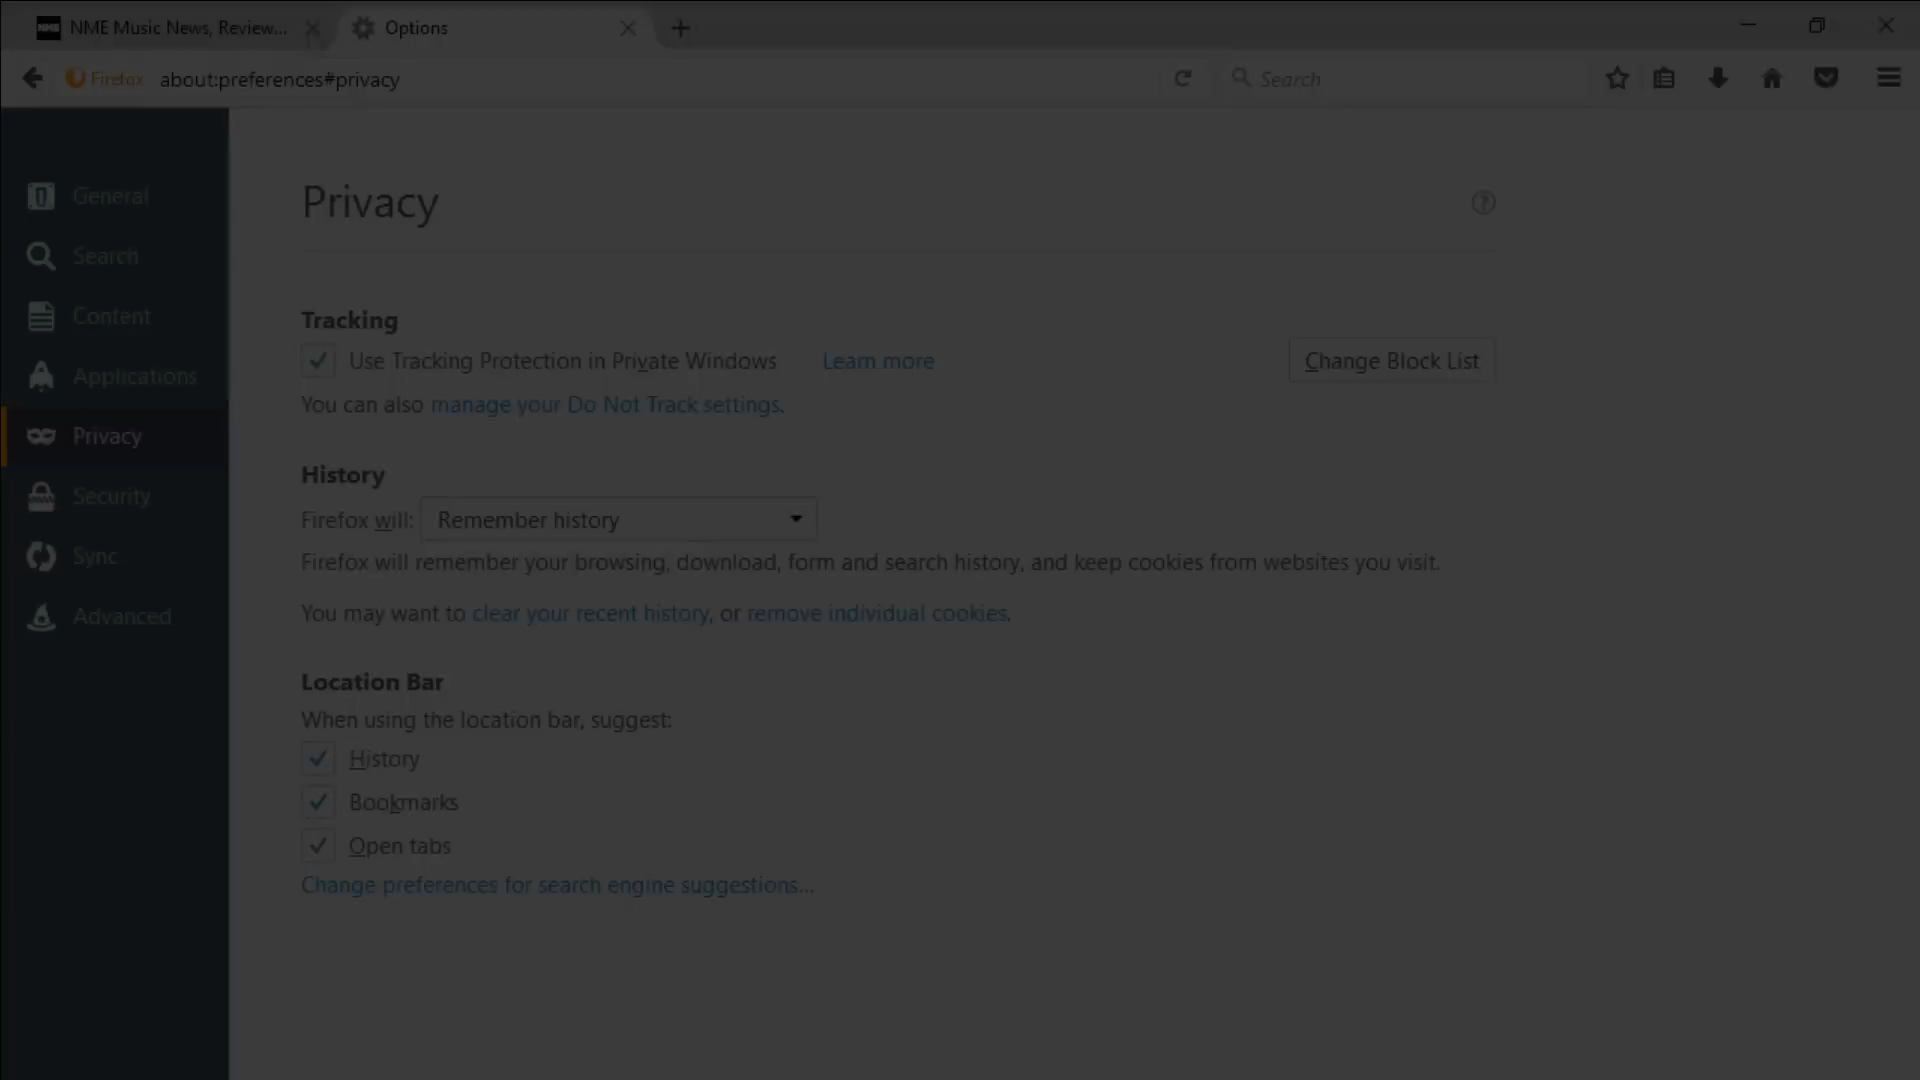 NME Music News, Review...
Options
Firefox
about:preferences#privacy
Search
General
Search
Content
Applications
Privacy
Security
Sync
Advanced
Privacy
Tracking
Use Tracking Protection in Private Windows Learn more
Change Block List
You can also manage your Do Not Track settings.
History
Firefox will: Remember history
Firefox will remember your browsing, download, form and search history, and keep cookies from websites you visit.
You may want to clear your recent history, or remove individual cookies.
Location Bar
When using the location bar, suggest:
History
Bookmarks
Open tabs
Change preferences for search engine suggestions...